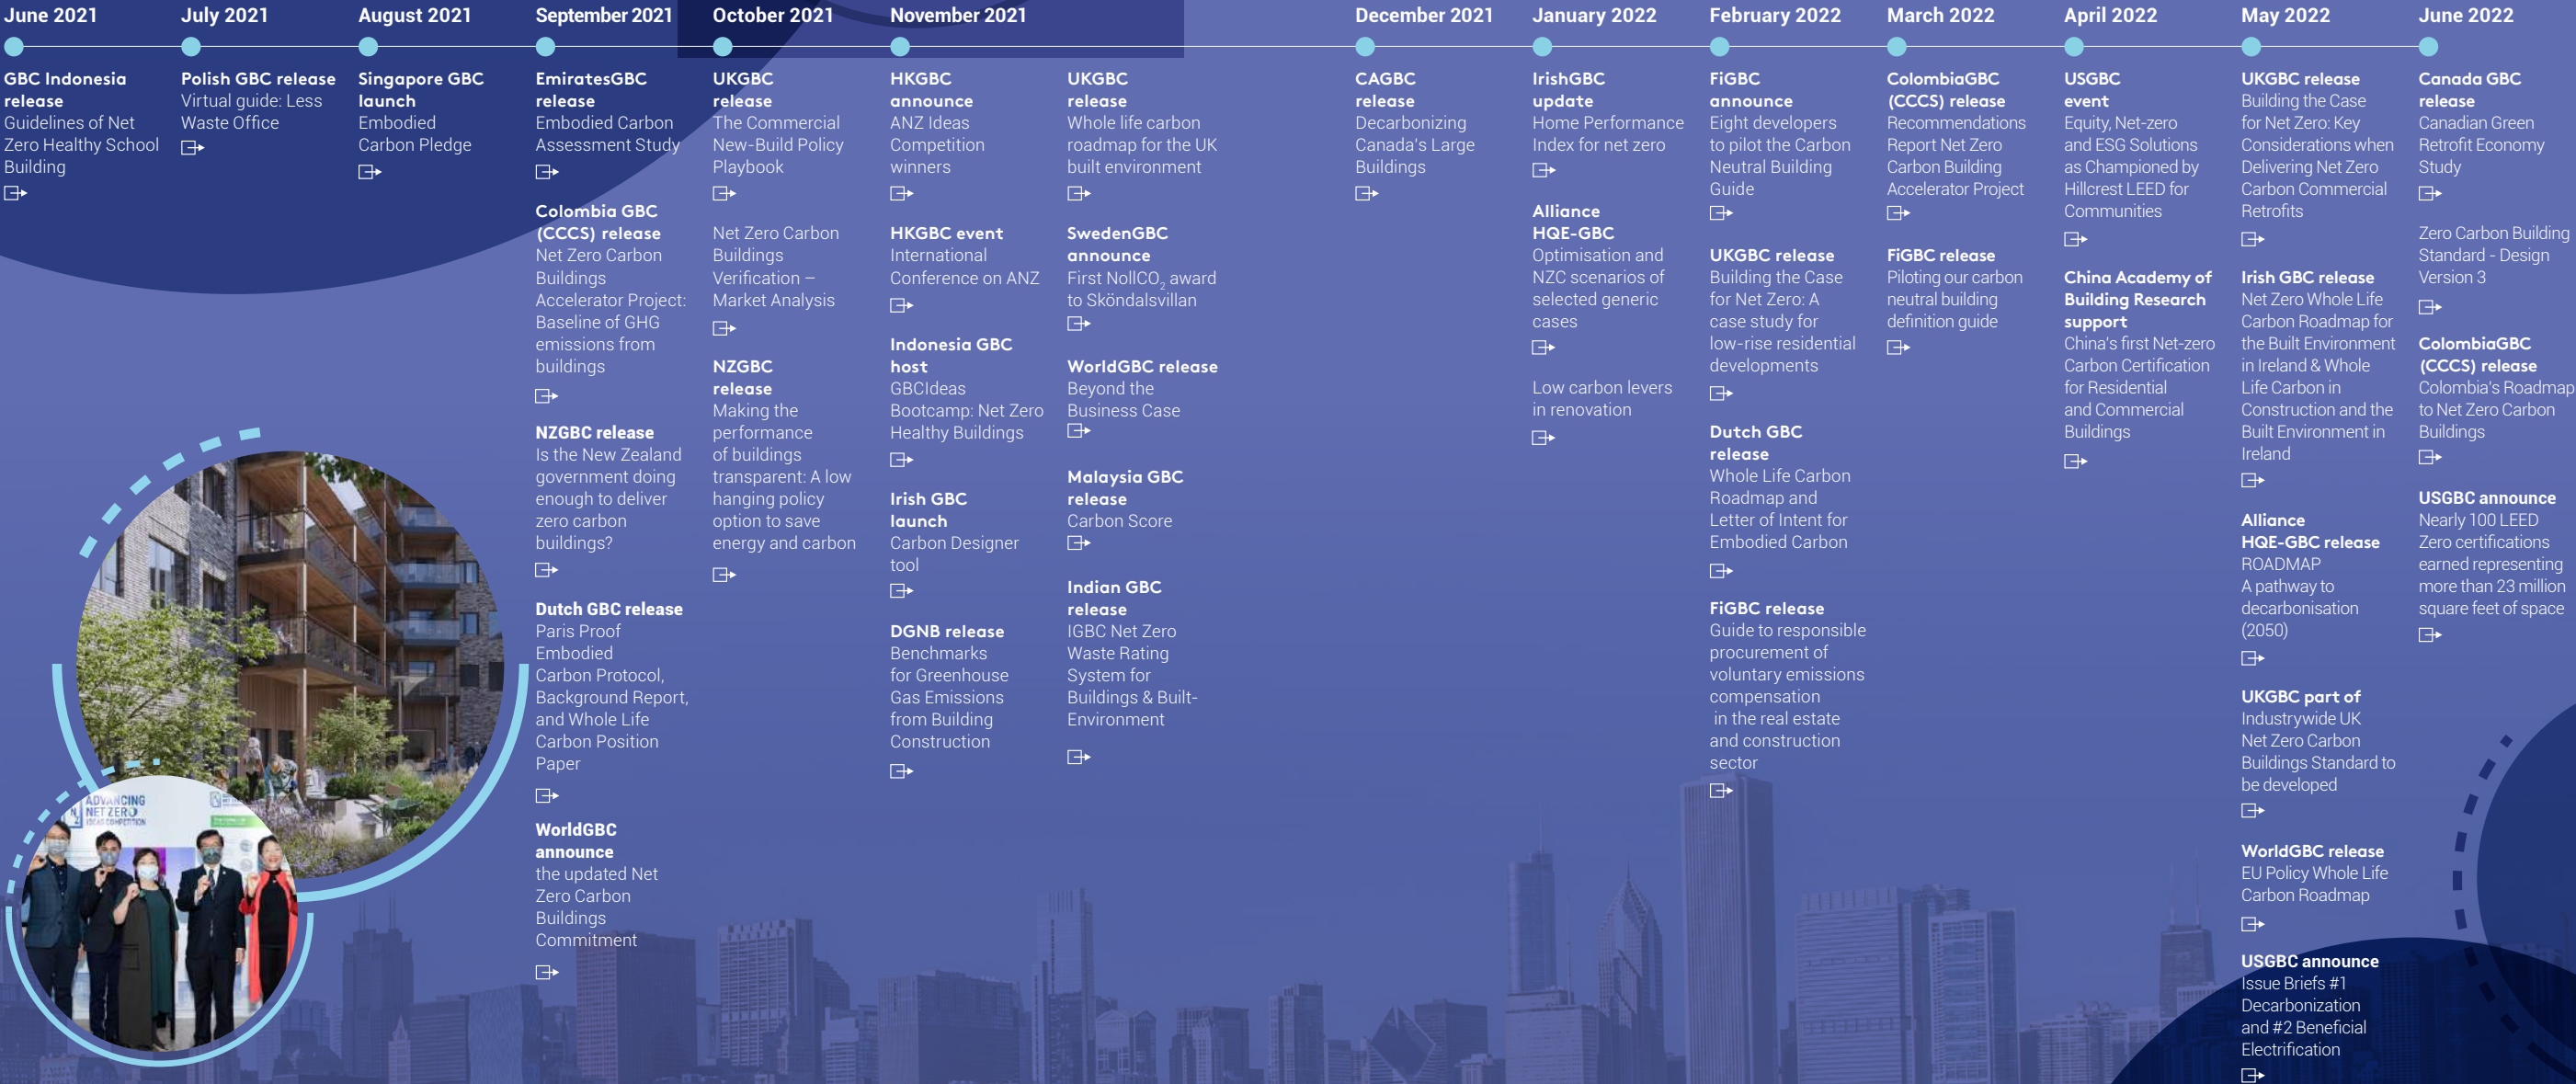 June 2021
GBC Indonesia
release
Guidelines of Net
Zero Healthy School
Building
July 2021
Polish GBC release
Virtual guide: Less
Waste Office
August 2021
Singapore GBC
launch
Embodied
Carbon Pledge
September 2021
EmiratesGBC
release
Embodied Carbon
Assessment Study
Colombia GBC
(CCCS) release
Net Zero Carbon
Buildings
Accelerator Project:
Baseline of GHG
emissions from
buildings
NZGBC release
Is the New Zealand
government doing
enough to deliver
zero carbon
buildings?
Dutch GBC release
Paris Proof
Embodied
Carbon Protocol,
Background Report,
and Whole Life
Carbon Position
Paper
WorldGBC
announce
the updated Net
Zero Carbon
Buildings
Commitment
October 2021
UKGBC
release
The Commercial
New-Build Policy
Playbook
Net Zero Carbon
Buildings
Verification –
Market Analysis
NZGBC
release
Making the
performance
of buildings
transparent: A low
hanging policy
option to save
energy and carbon
November 2021
HKGBC
announce
ANZ Ideas
Competition
winners
HKGBC event
International
Conference on ANZ
Indonesia GBC
host
GBCIdeas
Bootcamp: Net Zero
Healthy Buildings
Irish GBC
launch
Carbon Designer
tool
DGNB release
Benchmarks
for Greenhouse
Gas Emissions
from Building
Construction
UKGBC
release
Whole life carbon
roadmap for the UK
built environment
SwedenGBC
announce
First NollCO₂ award
to Sköndalsvillan
WorldGBC release
Beyond the
Business Case
Malaysia GBC
release
Carbon Score
Indian GBC
release
IGBC Net Zero
Waste Rating
System for
Buildings & Built-
Environment
December 2021
CAGBC
release
Decarbonizing
Canada's Large
Buildings
January 2022
IrishGBC
update
Home Performance
Index for net zero
Alliance
HQE-GBC
Optimisation and
NZC scenarios of
selected generic
cases
Low carbon levers
in renovation
February 2022
FiGBC
announce
Eight developers
to pilot the Carbon
Neutral Building
Guide
UKGBC release
Building the Case
for Net Zero: A
case study for
low-rise residential
developments
Dutch GBC
release
Whole Life Carbon
Roadmap and
Letter of Intent for
Embodied Carbon
FiGBC release
Guide to responsible
procurement of
voluntary emissions
compensation
in the real estate
and construction
sector
March 2022
ColombiaGBC
(CCCS) release
Recommendations
Report Net Zero
Carbon Building
Accelerator Project
FiGBC release
Piloting our carbon
neutral building
definition guide
April 2022
USGBC
event
Equity, Net-zero
and ESG Solutions
as Championed by
Hillcrest LEED for
Communities
China Academy of
Building Research
support
China's first Net-zero
Carbon Certification
for Residential
and Commercial
Buildings
May 2022
UKGBC release
Building the Case
for Net Zero: Key
Considerations when
Delivering Net Zero
Carbon Commercial
Retrofits
Irish GBC release
Net Zero Whole Life
Carbon Roadmap for
the Built Environment
in Ireland & Whole
Life Carbon in
Construction and the
Built Environment in
Ireland
Alliance
HQE-GBC release
ROADMAP
A pathway to
decarbonisation
(2050)
UKGBC part of
Industrywide UK
Net Zero Carbon
Buildings Standard to
be developed
WorldGBC release
EU Policy Whole Life
Carbon Roadmap
USGBC announce
Issue Briefs #1
Decarbonization
and #2 Beneficial
Electrification
June 2022
Canada GBC
release
Canadian Green
Retrofit Economy
Study
Zero Carbon Building
Standard - Design
Version 3
ColombiaGBC
(CCCS) release
Colombia's Roadmap
to Net Zero Carbon
Buildings
USGBC announce
Nearly 100 LEED
Zero certifications
earned representing
more than 23 million
square feet of space
ADVANCING
NET ZERO
IDEAS COMPETITION